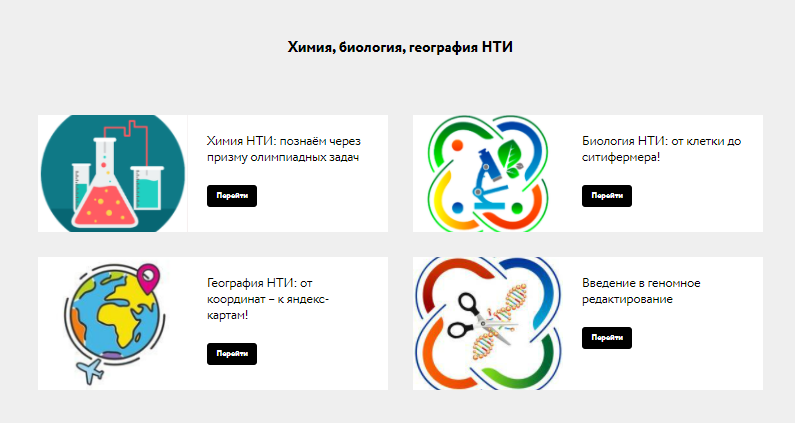 Химия, биология, география НТИ
Химия НТИ: познаём через
призму олимпиадных задач
Перейти
Биология НТИ: от клетки до
ситифермера!
Перейти
География НТИ: от
координат – к яндекс-
картам!
Перейти
Введение в геномное
редактирование
Перейти